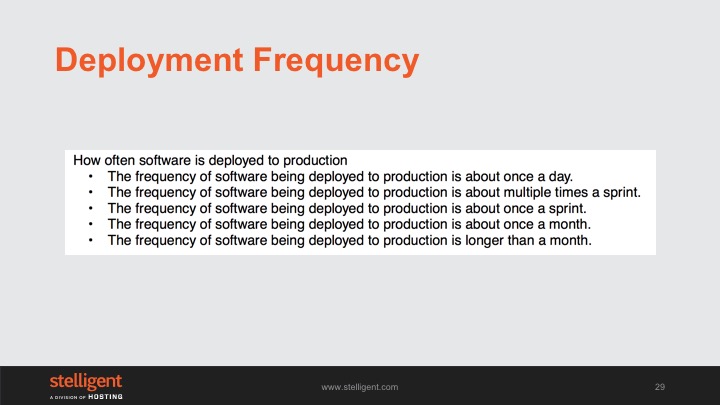 Deployment Frequency
How often software is deployed to production
• The frequency of software being deployed to production is about once a day.
• The frequency of software being deployed to production is about multiple times a sprint.
• The frequency of software being deployed to production is about once a sprint.
• The frequency of software being deployed to production is about once a month.
• The frequency of software being deployed to production is longer than a month.
stelligent
A DIVISION OF HOSTING
www.stelligent.com
29